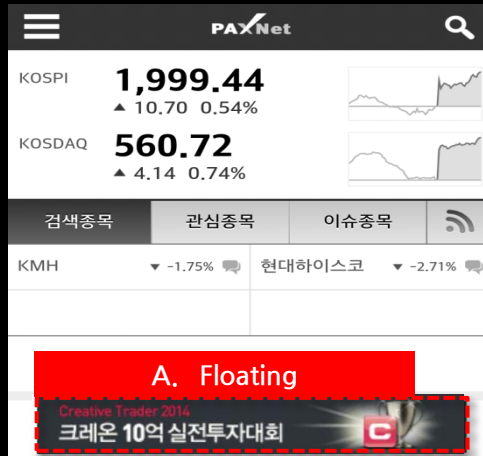 PAXNet
KOSPI 1,999.44
▲ 10.70 0.54%
KOSDAQ 560.72
▲ 4.14 0.74%
검색종목 관심종목 이슈종목
KMH ▼ -1.75% 현대하이스코 ▼ -2.71%
A. Floating
Creative Trader 2014
크레온 10억 실전투자대회
C